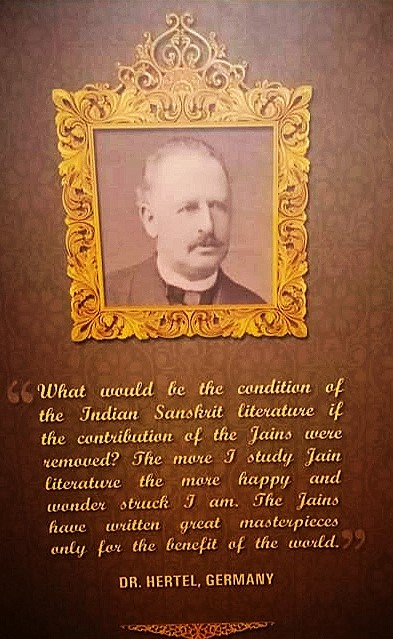 “What would be the condition of
the Indian Sanskrit literature if
the contribution of the Jains were
removed? The more I study Jain
literature the more happy and
wonder struck I am. The Jains
have written great masterpieces
only for the benefit of the world.”
DR. HERTEL, GERMANY